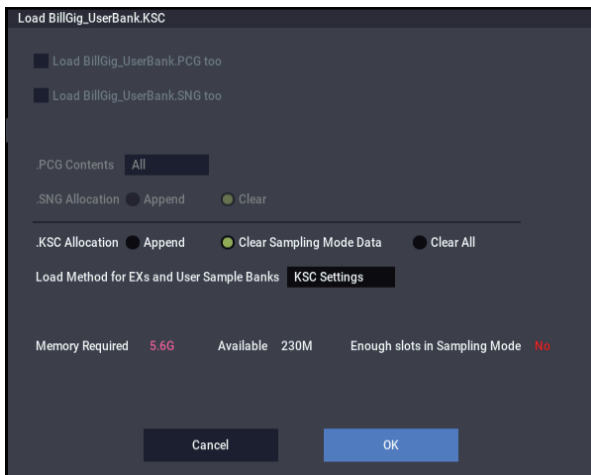 Load BillGig_UserBank.KSC
Load BillGig_UserBank.PCG too
Load BillGig_UserBank.SNG too
.PCG Contents All
.SNG Allocation Append Clear
.KSC Allocation Append Clear Sampling Mode Data Clear All
Load Method for EXs and User Sample Banks KSC Settings
Memory Required 5.6G Available 230M Enough slots in Sampling Mode No
Cancel OK